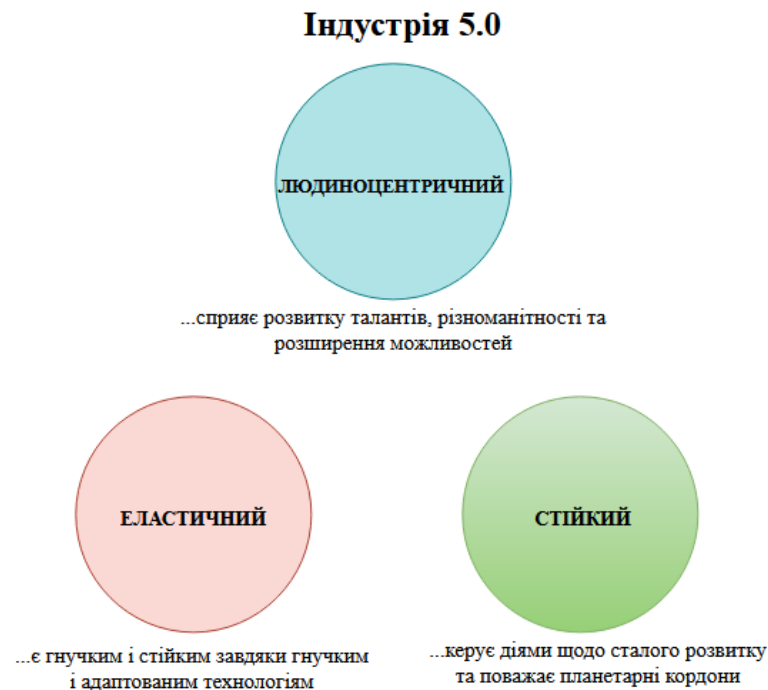 Індустрія 5.0
ЛЮДИНОЦЕНТРИЧНИЙ
...сприяє розвитку талантів, різноманітності та
розширення можливостей
ЕЛАСТИЧНИЙ
...є гнучким і стійким завдяки гнучким
і адаптованим технологіям
СТІЙКИЙ
...керує діями щодо сталого розвитку
та поважає планетарні кордони